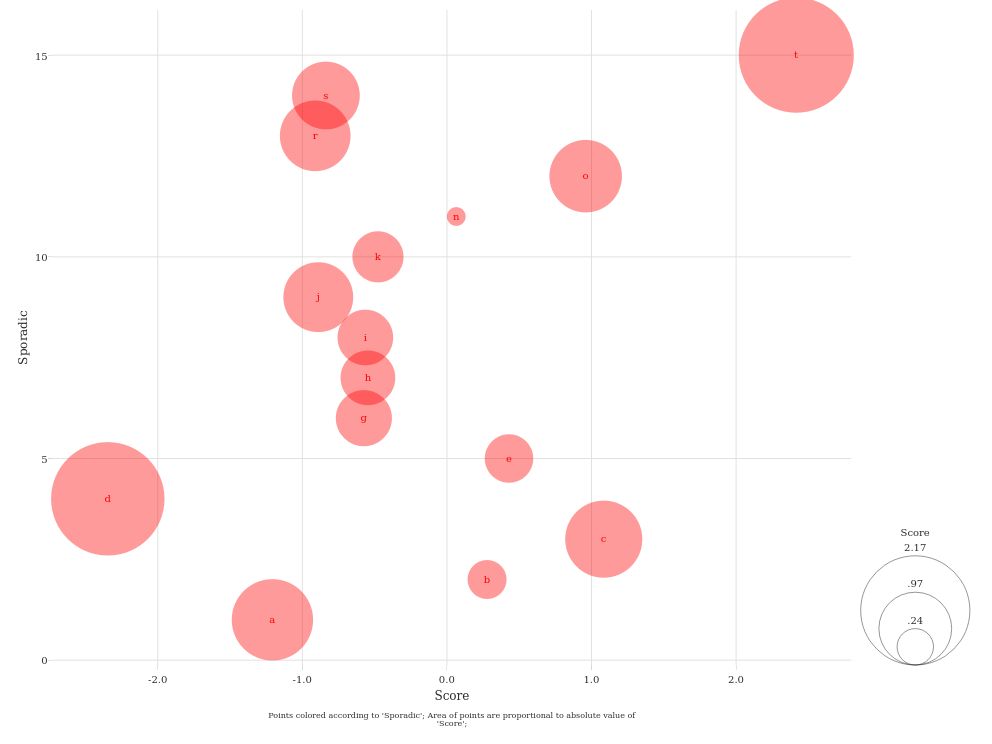 15
10
5
0
Sporadic
t
s
r
o
n
k
j
i
h
g
e
d
c
b
a
-2.0
-1.0
0.0
1.0
2.0
Score
Score
2.17
.97
.24
Points colored according to 'Sporadic'; Area of points are proportional to absolute value of
'Score';